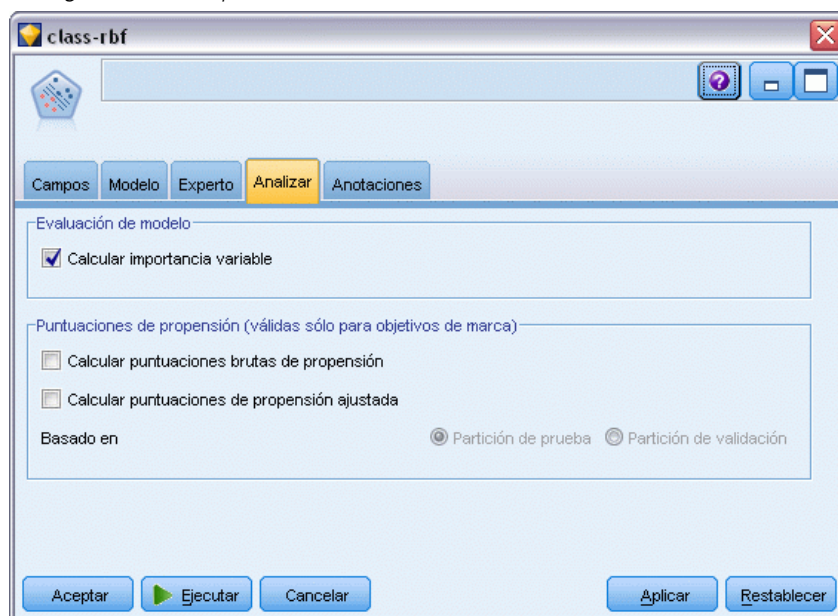 class-rbf
Campos Modelo Experto Analizar Anotaciones
Evaluación de modelo
Calcular importancia variable
Puntuaciones de propensión (válidas sólo para objetivos de marca)
Calcular puntuaciones brutas de propensión
Calcular puntuaciones de propensión ajustada
Basado en Partición de prueba Partición de validación
Aceptar Ejecutar Cancelar Aplicar Restablecer